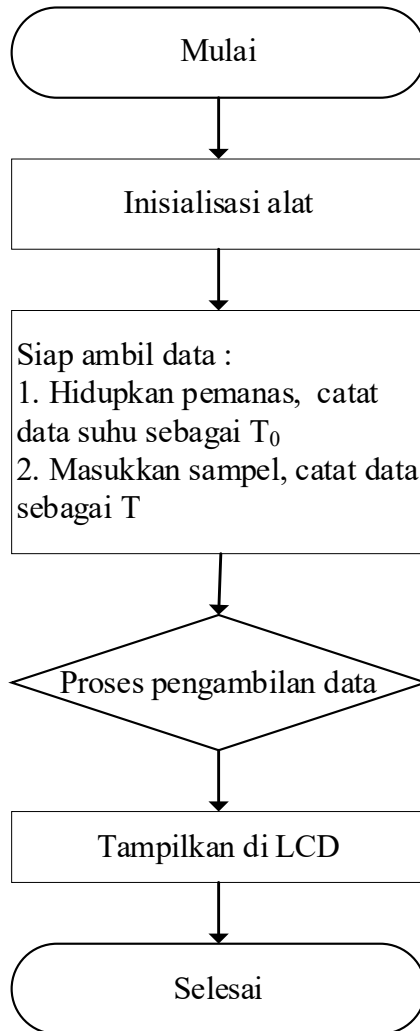 Mulai
Inisialisasi alat
Siap ambil data :
1. Hidupkan pemanas, catat
data suhu sebagai T₀
2. Masukkan sampel, catat data
sebagai T
Proses pengambilan data
Tampilkan di LCD
Selesai